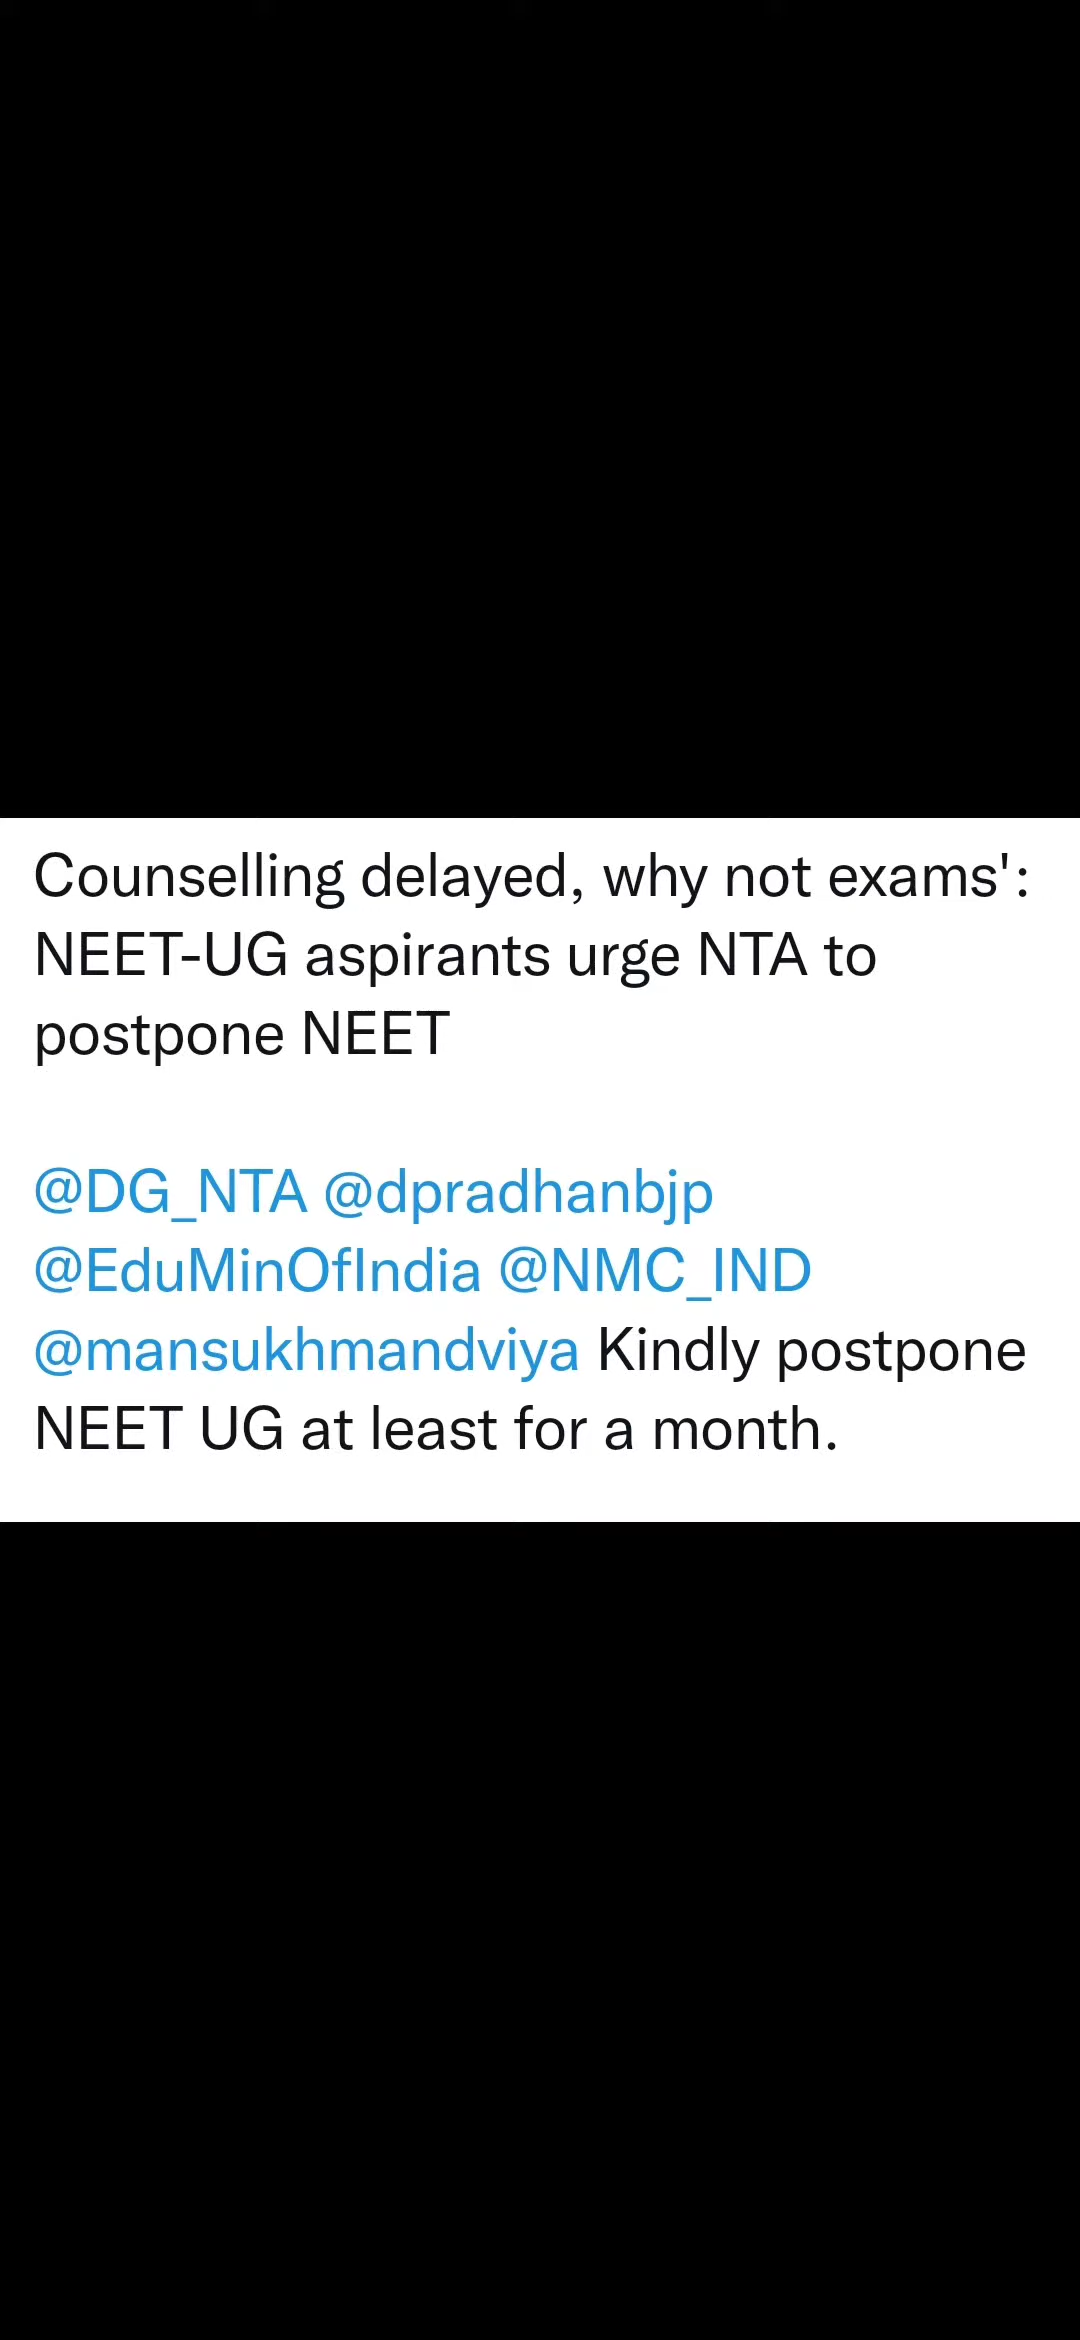 Counselling delayed, why not exams':
NEET-UG aspirants urge NTA to
postpone NEET
@DG_NTA @dpradhanbjp
@EduMinOfIndia @NMC_IND
@mansukhmandviya Kindly postpone
NEET UG at least for a month.